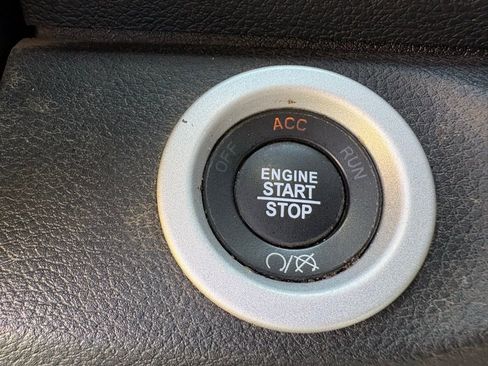 ACC
OFF
RUN
ENGINE
START
STOP